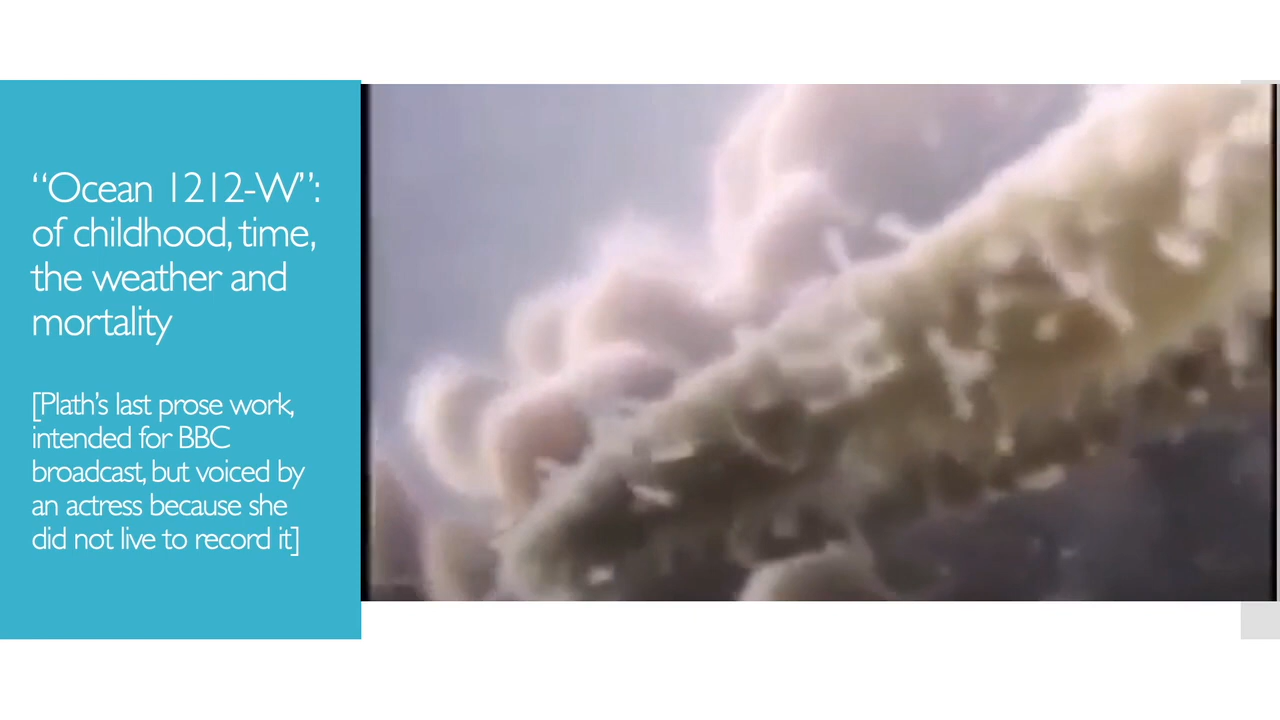 “Ocean 1212-W”:
of childhood, time,
the weather and
mortality
[Plath’s last prose work,
intended for BBC
broadcast, but voiced by
an actress because she
did not live to record it]